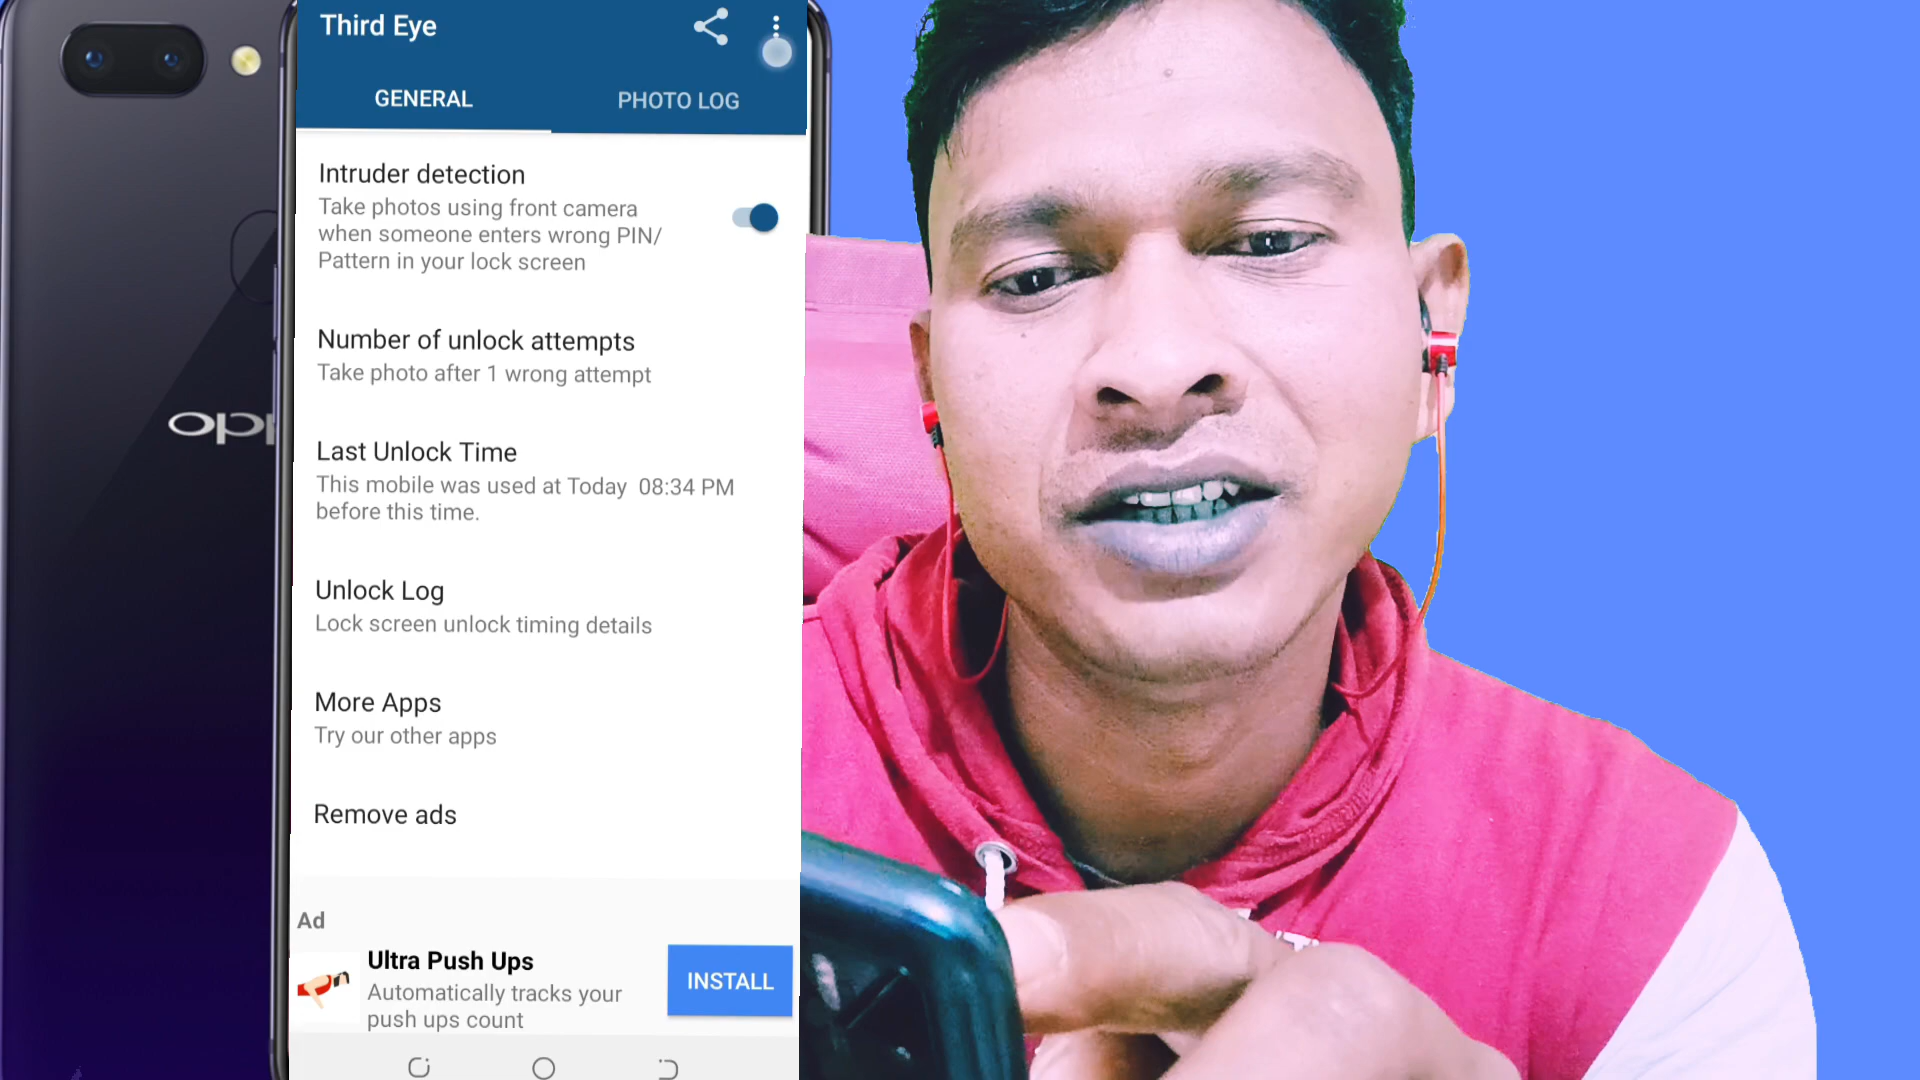 Third Eye
GENERAL
PHOTO LOG
Intruder detection
Take photos using front camera
when someone enters wrong PIN/
Pattern in your lock screen
Number of unlock attempts
Take photo after 1 wrong attempt
Last Unlock Time
This mobile was used at Today 08:34 PM
before this time.
Unlock Log
Lock screen unlock timing details
More Apps
Try our other apps
Remove ads
Ad
Ultra Push Ups
Automatically tracks your
push ups count
INSTALL